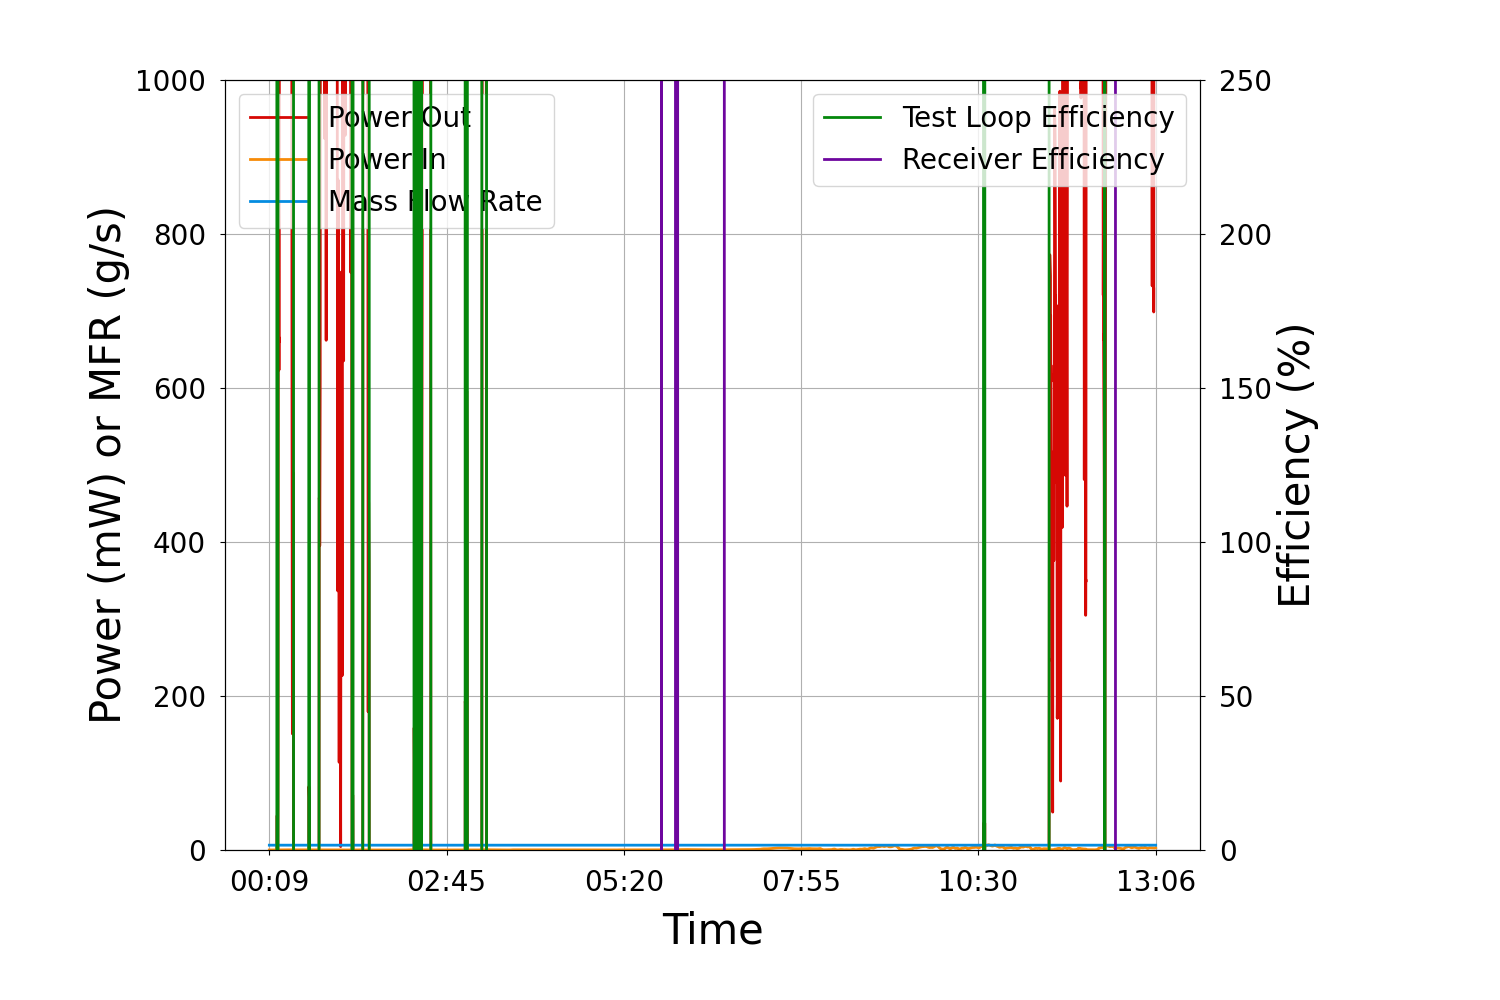 1000
800
600
400
200
0
Power (mW) or MFR (g/s)
Power Out
Power In
Mass Flow Rate
Test Loop Efficiency
Receiver Efficiency
250
200
150
100
50
0
Efficiency (%)
00:09 02:45 05:20 07:55 10:30 13:06
Time